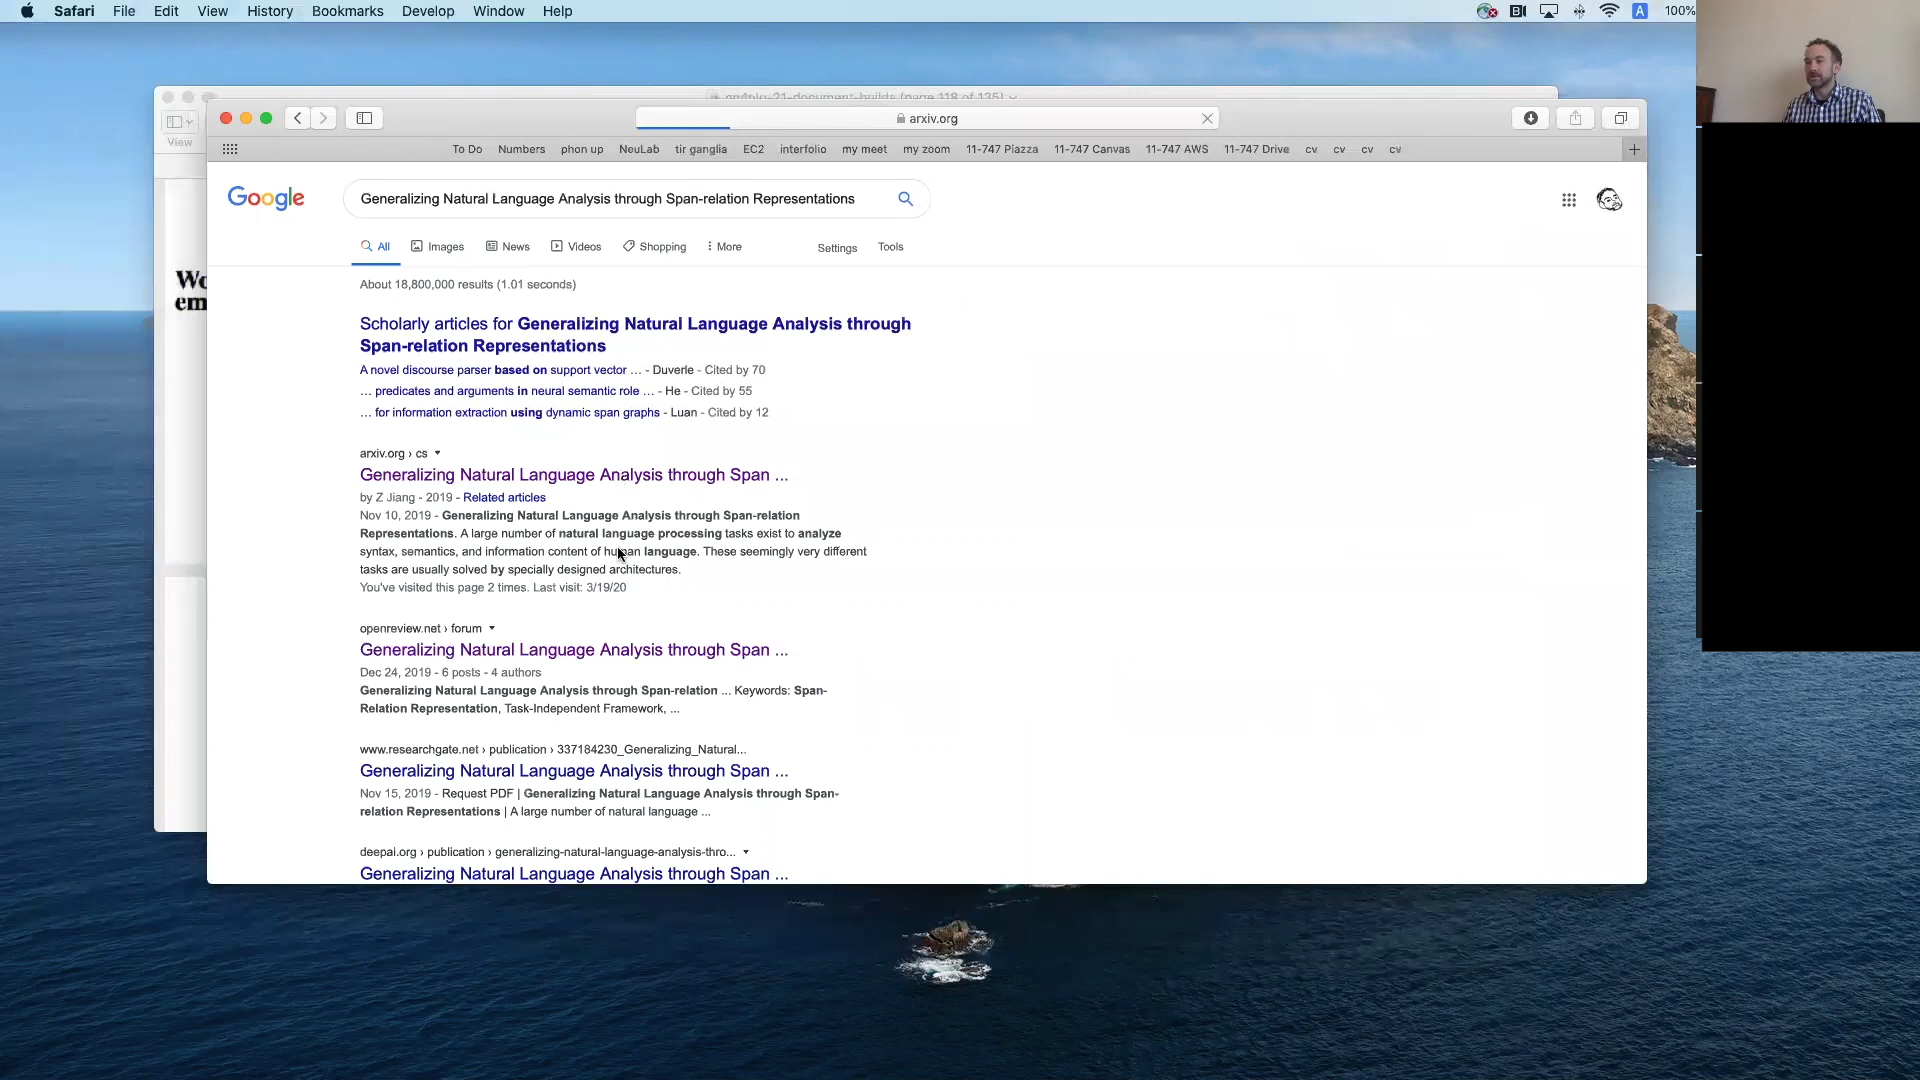 Safari File Edit View History Bookmarks Develop Window Help
100%
(page 118 of 135)
View
arxiv.org
To Do Numbers phon up NeuLab tir ganglia EC2 interfolio my meet my zoom 11-747 Piazza 11-747 Canvas 11-747 AWS 11-747 Drive cv cv cv cv
Google
Generalizing Natural Language Analysis through Span-relation Representations
All Images News Videos Shopping More Settings Tools
About 18,800,000 results (1.01 seconds)
Scholarly articles for Generalizing Natural Language Analysis through
Span-relation Representations
A novel discourse parser based on support vector ... - Duverle - Cited by 70
... predicates and arguments in neural semantic role ... - He - Cited by 55
... for information extraction using dynamic span graphs - Luan - Cited by 12
arxiv.org › cs
Generalizing Natural Language Analysis through Span ...
by Z Jiang - 2019 - Related articles
Nov 10, 2019 - Generalizing Natural Language Analysis through Span-relation
Representations. A large number of natural language processing tasks exist to analyze
syntax, semantics, and information content of human language. These seemingly very different
tasks are usually solved by specially designed architectures.
You've visited this page 2 times. Last visit: 3/19/20
openreview.net › forum
Generalizing Natural Language Analysis through Span ...
Dec 24, 2019 - 6 posts - 4 authors
Generalizing Natural Language Analysis through Span-relation ... Keywords: Span-
Relation Representation, Task-Independent Framework, ...
www.researchgate.net › publication › 337184230_Generalizing_Natural...
Generalizing Natural Language Analysis through Span ...
Nov 15, 2019 - Request PDF | Generalizing Natural Language Analysis through Span-
relation Representations | A large number of natural language ...
deepai.org › publication › generalizing-natural-language-analysis-thro...
Generalizing Natural Language Analysis through Span ...